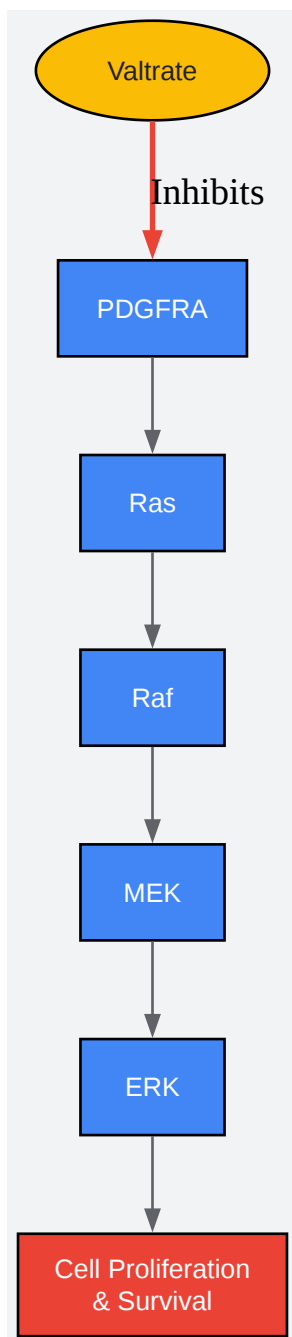 Valtrate
Inhibits
PDGFRA
Ras
Raf
MEK
ERK
Cell Proliferation
& Survival